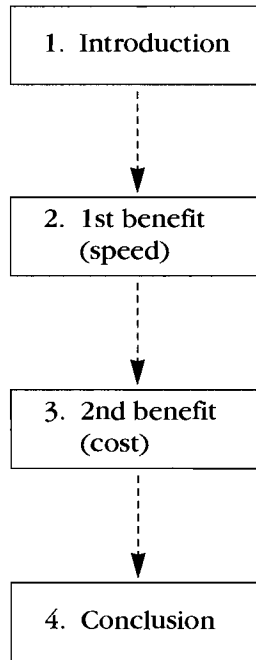 1. Introduction
2. 1st benefit
(speed)
3. 2nd benefit
(cost)
4. Conclusion